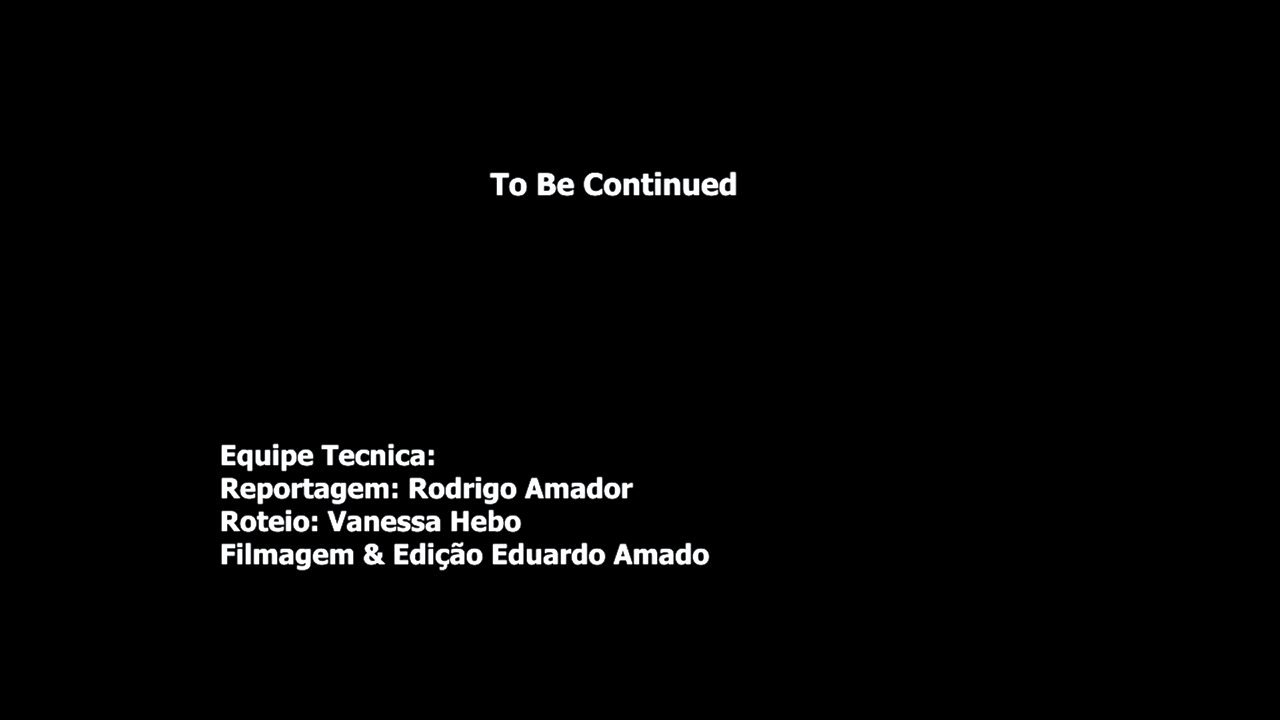 To Be Continued
Equipe Tecnica:
Reportagem: Rodrigo Amador
Roteio: Vanessa Hebo
Filmagem & Edição Eduardo Amado